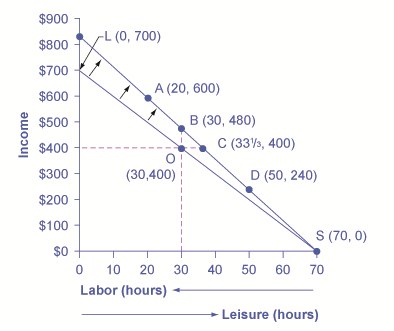 $900
$800
$700
$600
$500
$400
$300
$200
$100
$0
Income
L (0, 700)
A (20, 600)
B (30, 480)
C (33¹/₃, 400)
O
(30,400)
D (50, 240)
S (70, 0)
0 10 20 30 40 50 60 70
Labor (hours)
Leisure (hours)